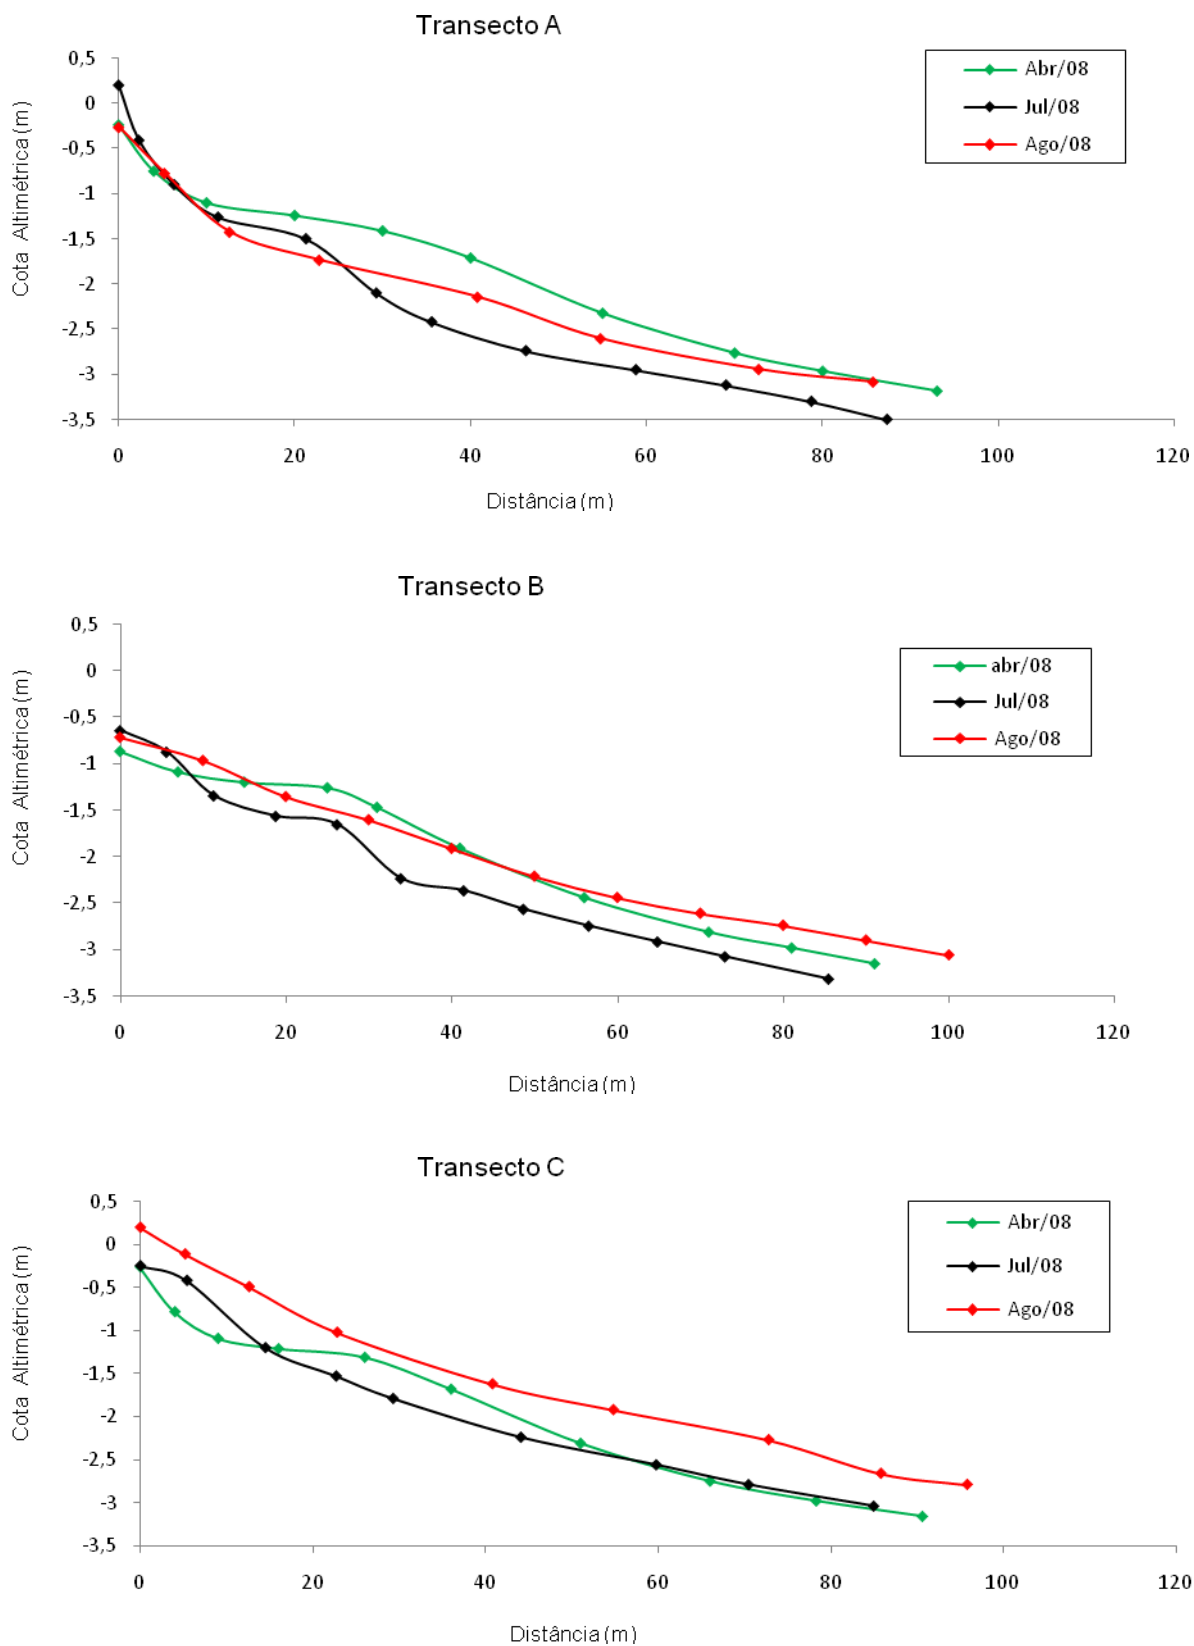 Transecto A
0,5
0
-0,5
-1
-1,5
-2
-2,5
-3
-3,5
Cota Altimétrica (m)
Abr/08
Jul/08
Ago/08
0 20 40 60 80 100 120
Distância (m)
Transecto B
0,5
0
-0,5
-1
-1,5
-2
-2,5
-3
-3,5
Cota Altimétrica (m)
abr/08
Jul/08
Ago/08
0 20 40 60 80 100 120
Distância (m)
Transecto C
0,5
0
-0,5
-1
-1,5
-2
-2,5
-3
-3,5
Cota Altimétrica (m)
Abr/08
Jul/08
Ago/08
0 20 40 60 80 100 120
Distância (m)